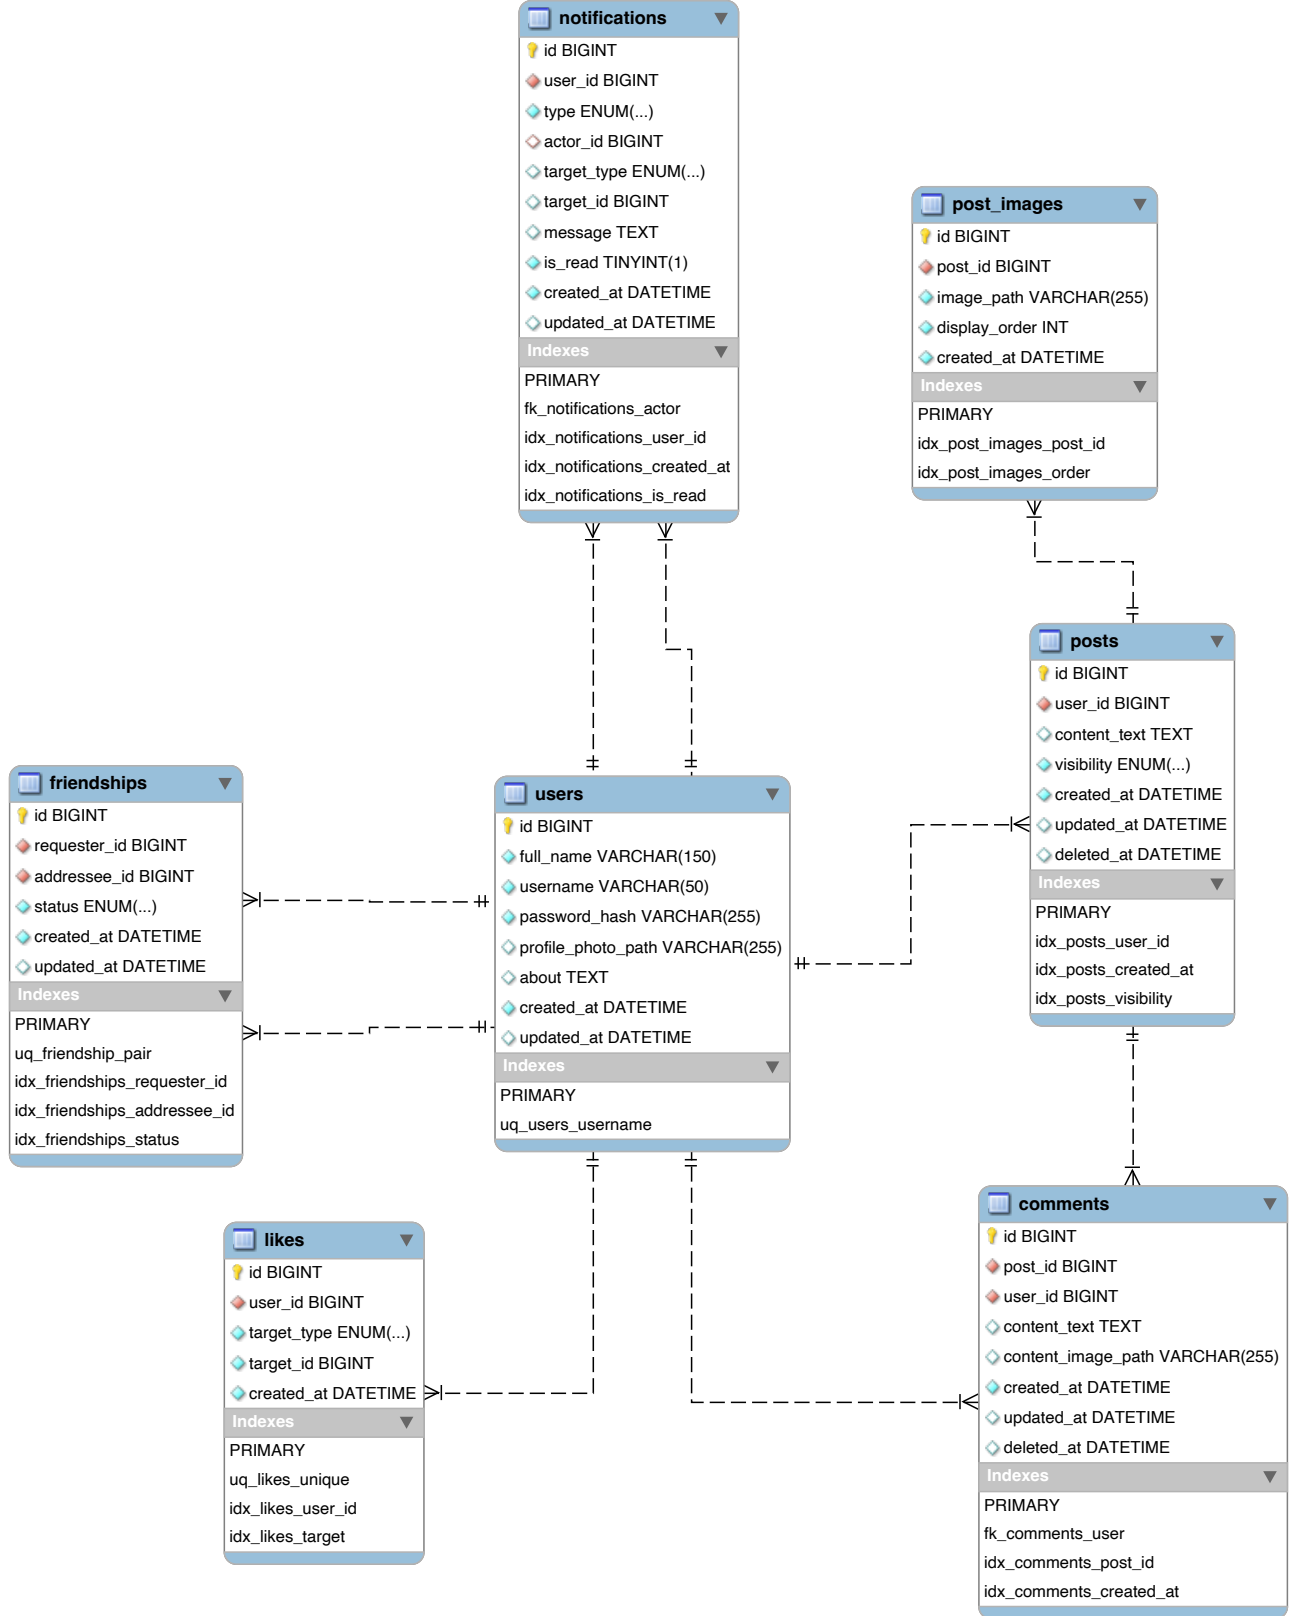 notifications
id BIGINT
user_id BIGINT
type ENUM(...)
actor_id BIGINT
target_type ENUM(...)
target_id BIGINT
message TEXT
is_read TINYINT(1)
created_at DATETIME
updated_at DATETIME
Indexes
PRIMARY
fk_notifications_actor
idx_notifications_user_id
idx_notifications_created_at
idx_notifications_is_read
post_images
id BIGINT
post_id BIGINT
image_path VARCHAR(255)
display_order INT
created_at DATETIME
Indexes
PRIMARY
idx_post_images_post_id
idx_post_images_order
posts
id BIGINT
user_id BIGINT
content_text TEXT
visibility ENUM(...)
created_at DATETIME
updated_at DATETIME
deleted_at DATETIME
Indexes
PRIMARY
idx_posts_user_id
idx_posts_created_at
idx_posts_visibility
friendships
id BIGINT
requester_id BIGINT
addressee_id BIGINT
status ENUM(...)
created_at DATETIME
updated_at DATETIME
Indexes
PRIMARY
uq_friendship_pair
idx_friendships_requester_id
idx_friendships_addressee_id
idx_friendships_status
users
id BIGINT
full_name VARCHAR(150)
username VARCHAR(50)
password_hash VARCHAR(255)
profile_photo_path VARCHAR(255)
about TEXT
created_at DATETIME
updated_at DATETIME
Indexes
PRIMARY
uq_users_username
likes
id BIGINT
user_id BIGINT
target_type ENUM(...)
target_id BIGINT
created_at DATETIME
Indexes
PRIMARY
uq_likes_unique
idx_likes_user_id
idx_likes_target
comments
id BIGINT
post_id BIGINT
user_id BIGINT
content_text TEXT
content_image_path VARCHAR(255)
created_at DATETIME
updated_at DATETIME
deleted_at DATETIME
Indexes
PRIMARY
fk_comments_user
idx_comments_post_id
idx_comments_created_at